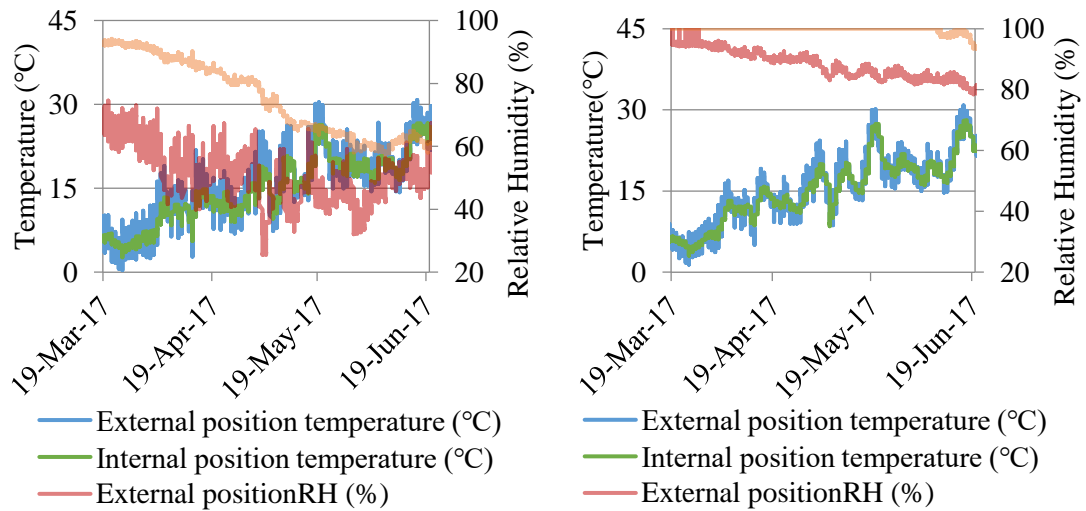 45
30
15
0
Temperature (°C)
100
80
60
40
20
Relative Humidity (%)
19-Mar-17
19-Apr-17
19-May-17
19-Jun-17
External position temperature (°C)
Internal position temperature (°C)
External positionRH (%)
45
30
15
0
Temperature(°C)
100
80
60
40
20
Relative Humidity (%)
19-Mar-17
19-Apr-17
19-May-17
19-Jun-17
External position temperature (°C)
Internal position temperature (°C)
External positionRH (%)